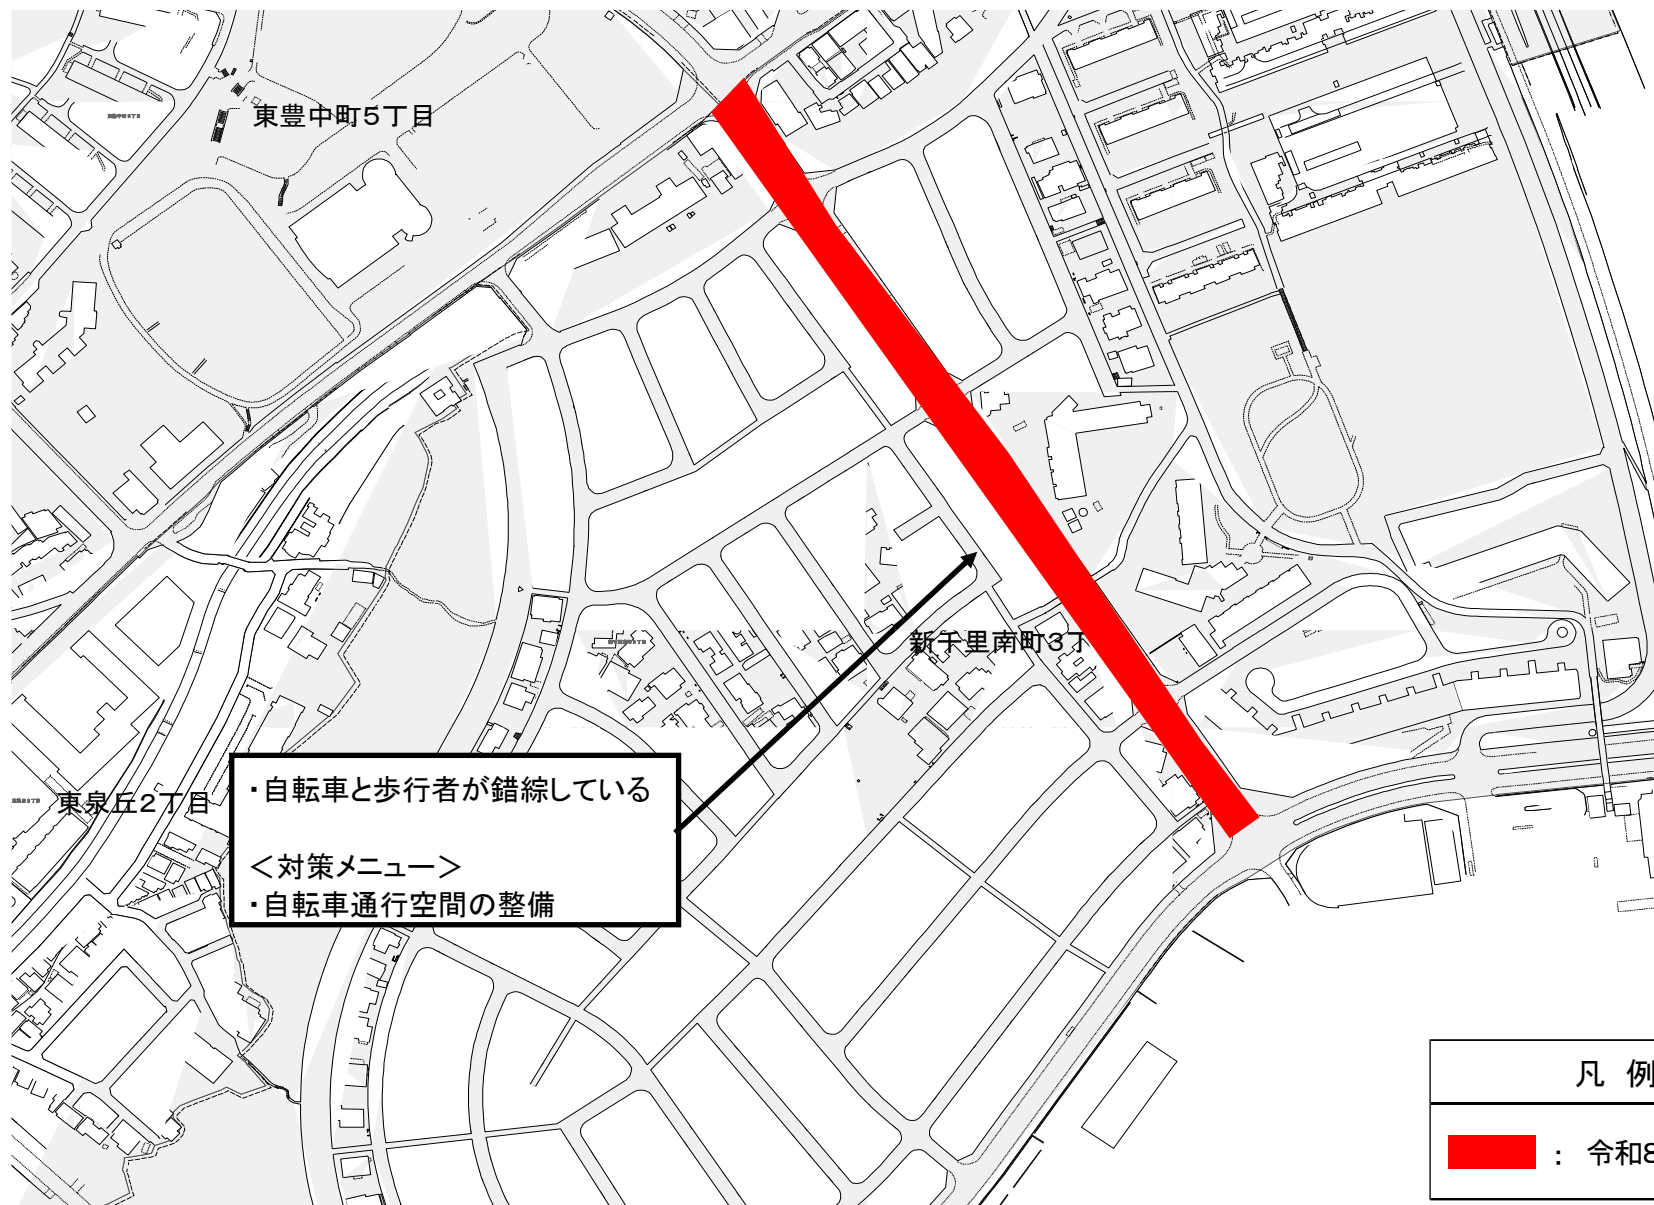 東豊中町5丁目
新千里南町3丁
東泉丘2丁目
・自転車と歩行者が錯綜している
＜対策メニュー＞
・自転車通行空間の整備
凡 例
： 令和8